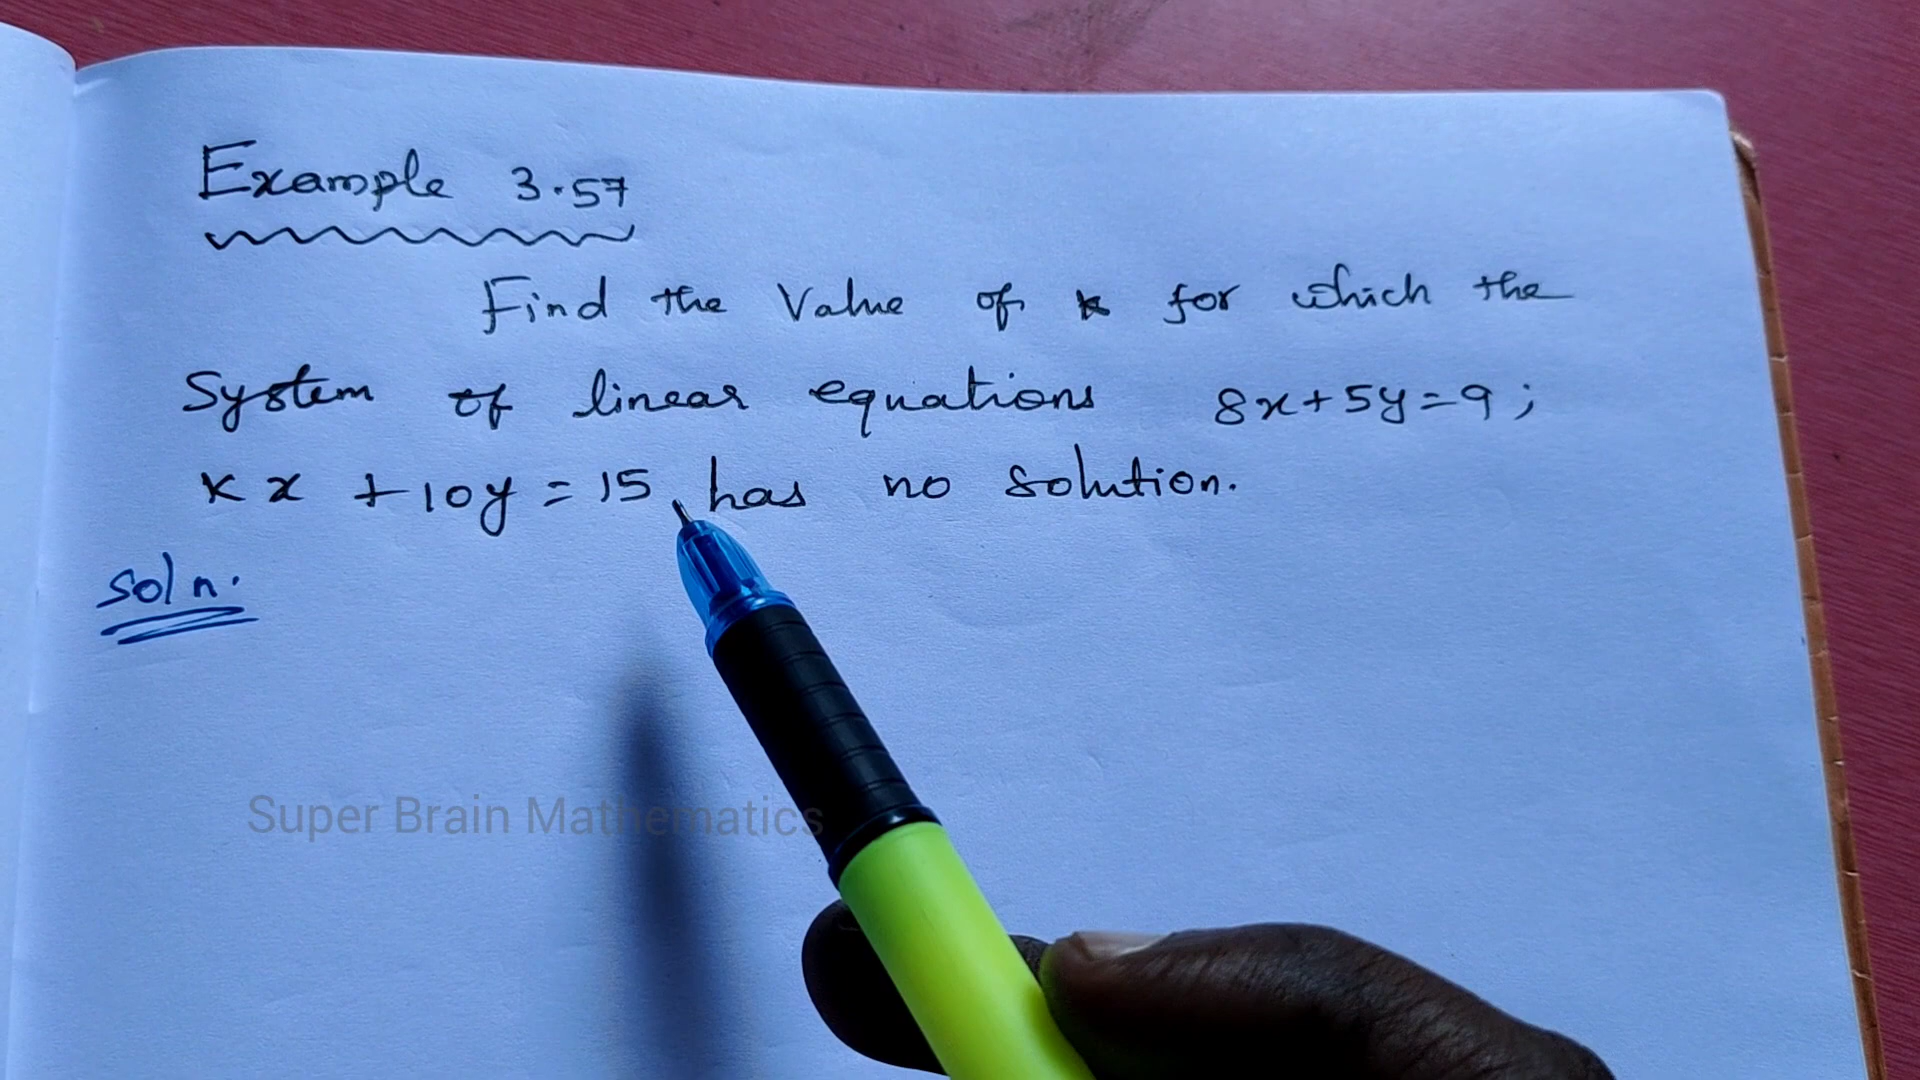 Example 3.57
Find the Value of k for which the
System of linear equations 8x+5y=9;
kx + 10y = 15 has no solution.
Soln.
Super Brain Mathematics